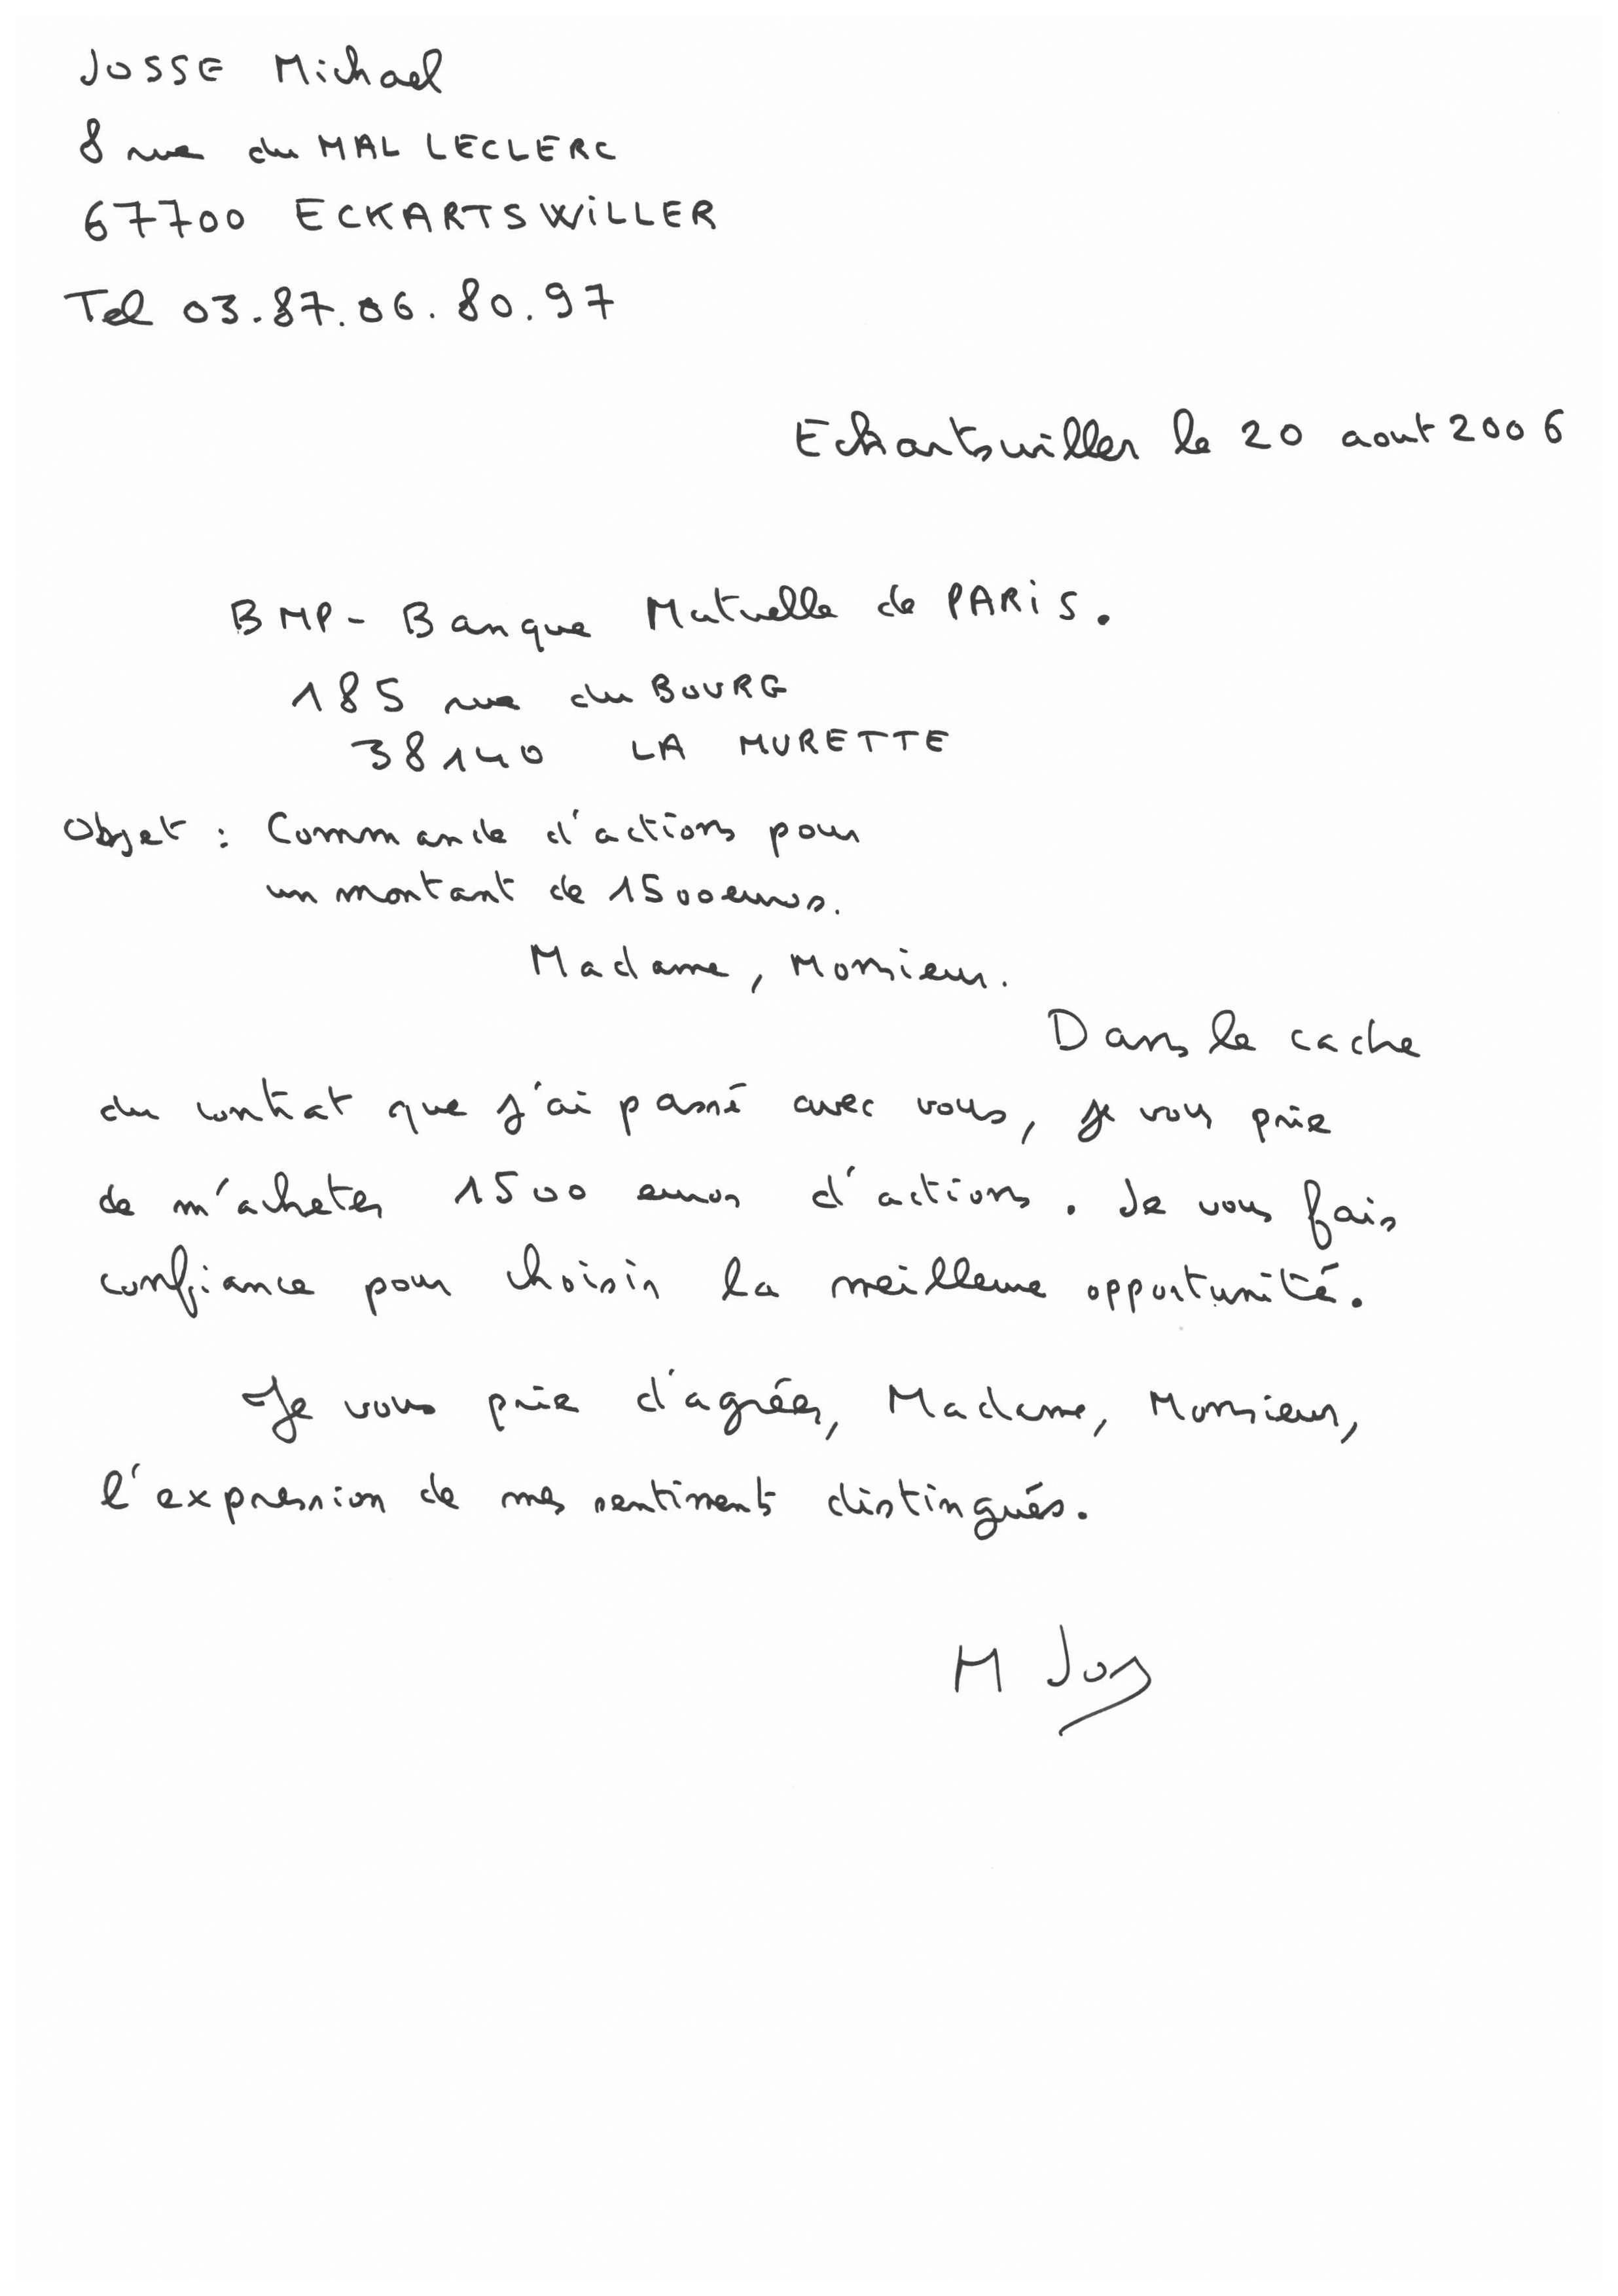 JOSSE Michael
8 rue du MAL LECLERC
67700 ECKARTSWILLER
Tel 03.87.06.80.97
Eckartswiller le 20 aout 2006
BMP - Banque Mutuelle de PARIS.
185 rue du BOURG
38140 LA MURETTE
Objet : Commande d'actions pour
un montant de 1500 euros.
Madame, Monsieur.
Dans le cache
du contrat que j'ai passé avec vous, je vous prie
de m'acheter 1500 euros d'actions. Je vous fais
confiance pour choisir la meilleure opportunité.
Je vous prie d'agréer, Madame, Monsieur,
l'expression de mes sentiments distingués.
M Joss